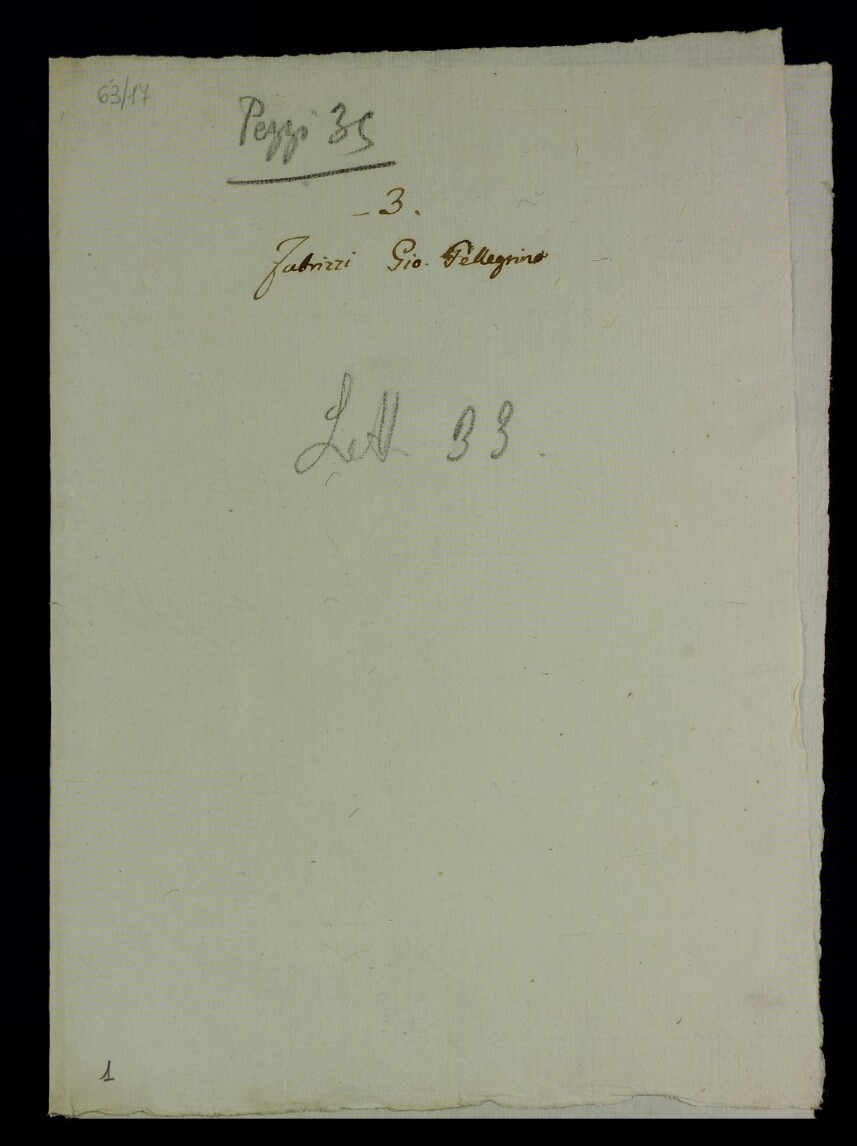 63/17
Pezzi 35
- 3.
Fabrizzi Gio. Pellegrino
Lett. 33.
1